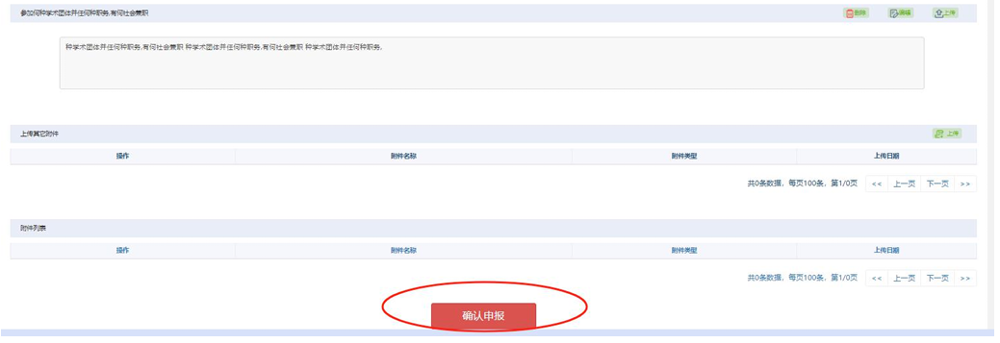 参加何种学术团体并任何种职务,有何社会兼职
删除 编辑 上传
种学术团体并任何种职务,有何社会兼职 种学术团体并任何种职务,有何社会兼职 种学术团体并任何种职务,
上传其它附件 上传
操作 附件名称 附件类型 上传日期
共0条数据，每页100条，第1/0页 << 上一页 下一页 >>
附件列表
操作 附件名称 附件类型 上传日期
共0条数据，每页100条，第1/0页 << 上一页 下一页 >>
确认申报